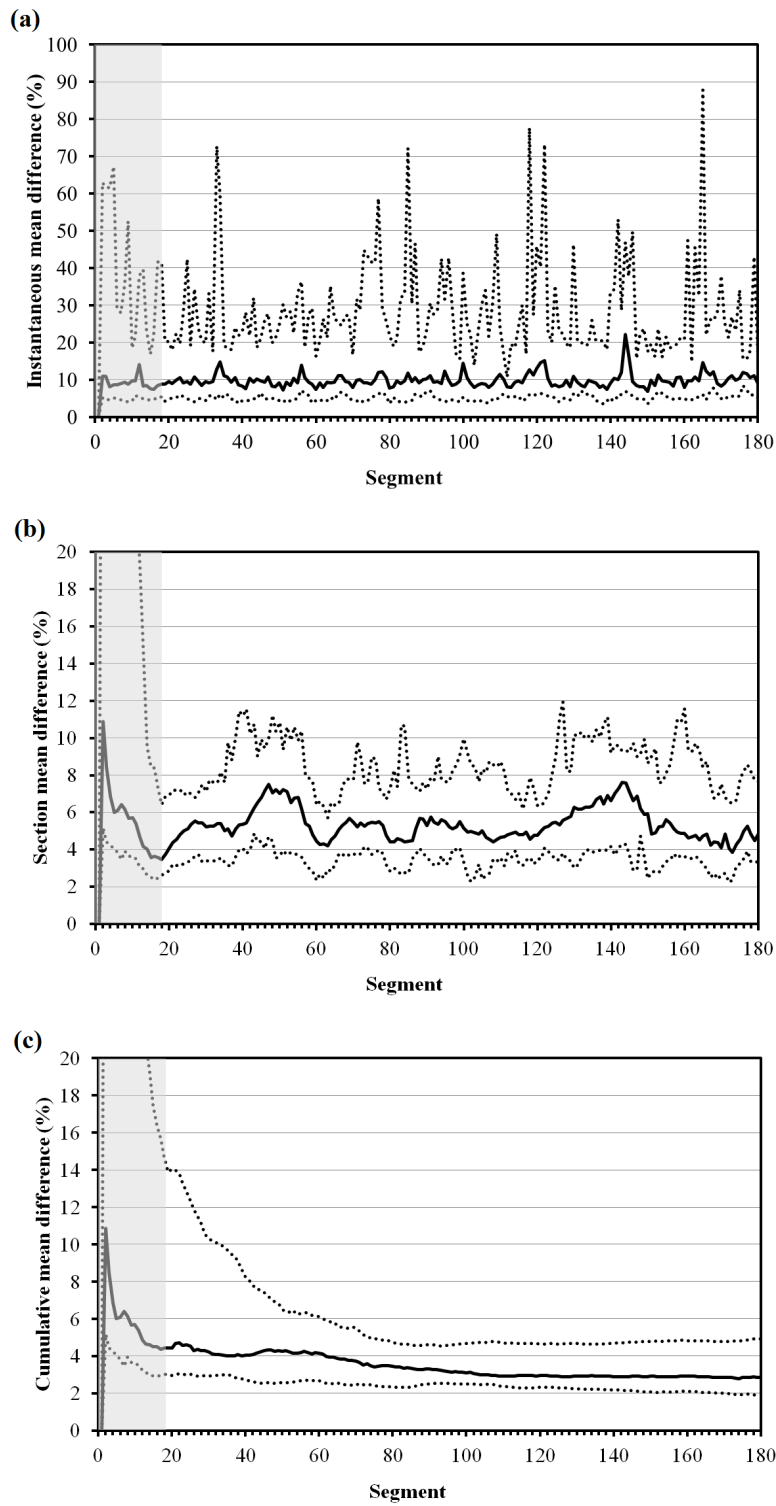 (a)
Instantaneous mean difference (%)
100
90
80
70
60
50
40
30
20
10
0
0 20 40 60 80 100 120 140 160 180
Segment
(b)
Section mean difference (%)
20
18
16
14
12
10
8
6
4
2
0
0 20 40 60 80 100 120 140 160 180
Segment
(c)
Cumulative mean difference (%)
20
18
16
14
12
10
8
6
4
2
0
0 20 40 60 80 100 120 140 160 180
Segment